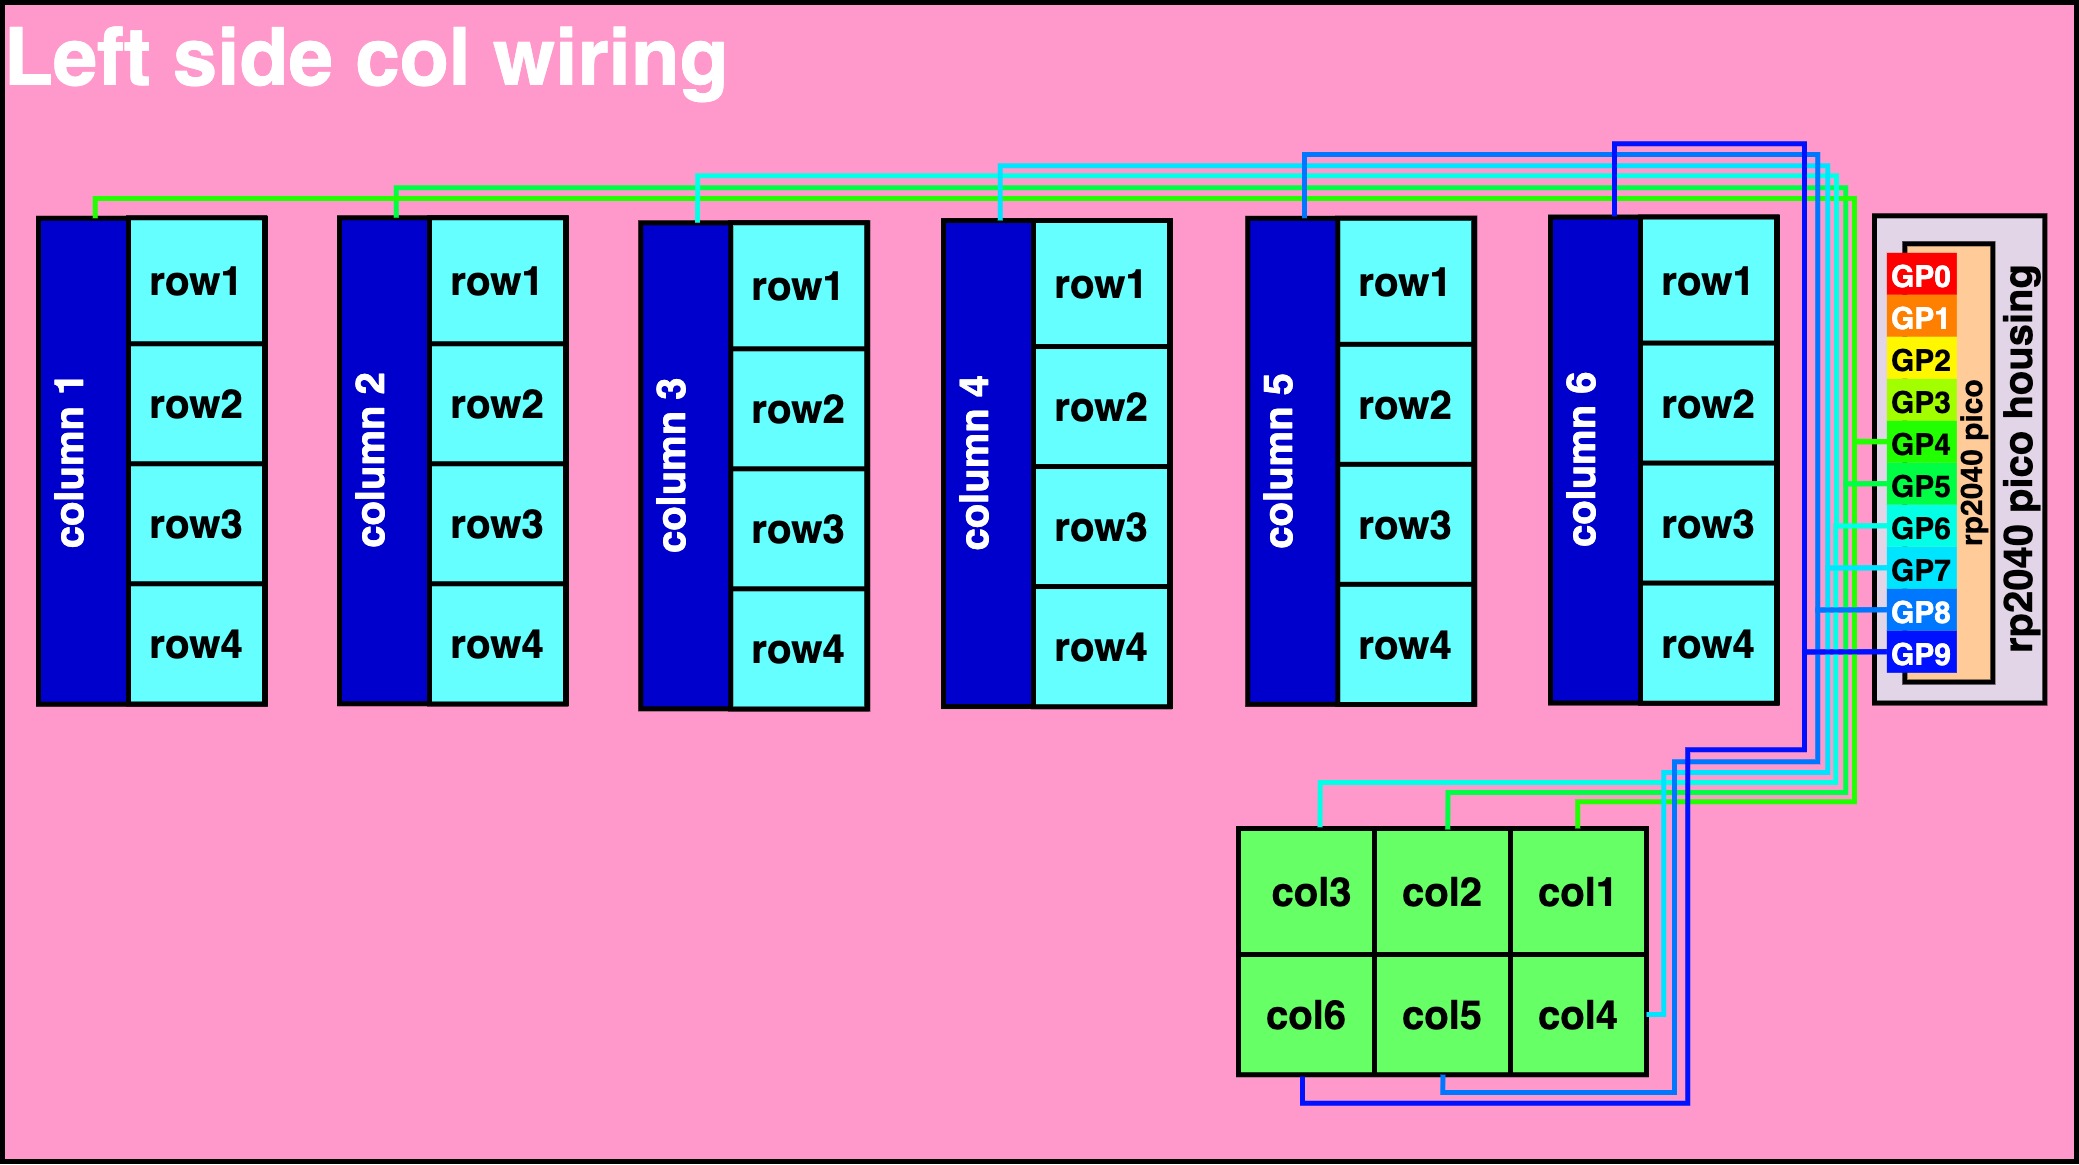 Left side col wiring
column 1
row1
row2
row3
row4
column 2
row1
row2
row3
row4
column 3
row1
row2
row3
row4
column 4
row1
row2
row3
row4
column 5
row1
row2
row3
row4
column 6
row1
row2
row3
row4
GP0
GP1
GP2
GP3
GP4
GP5
GP6
GP7
GP8
GP9
rp2040 pico
rp2040 pico housing
col3 col2 col1
col6 col5 col4